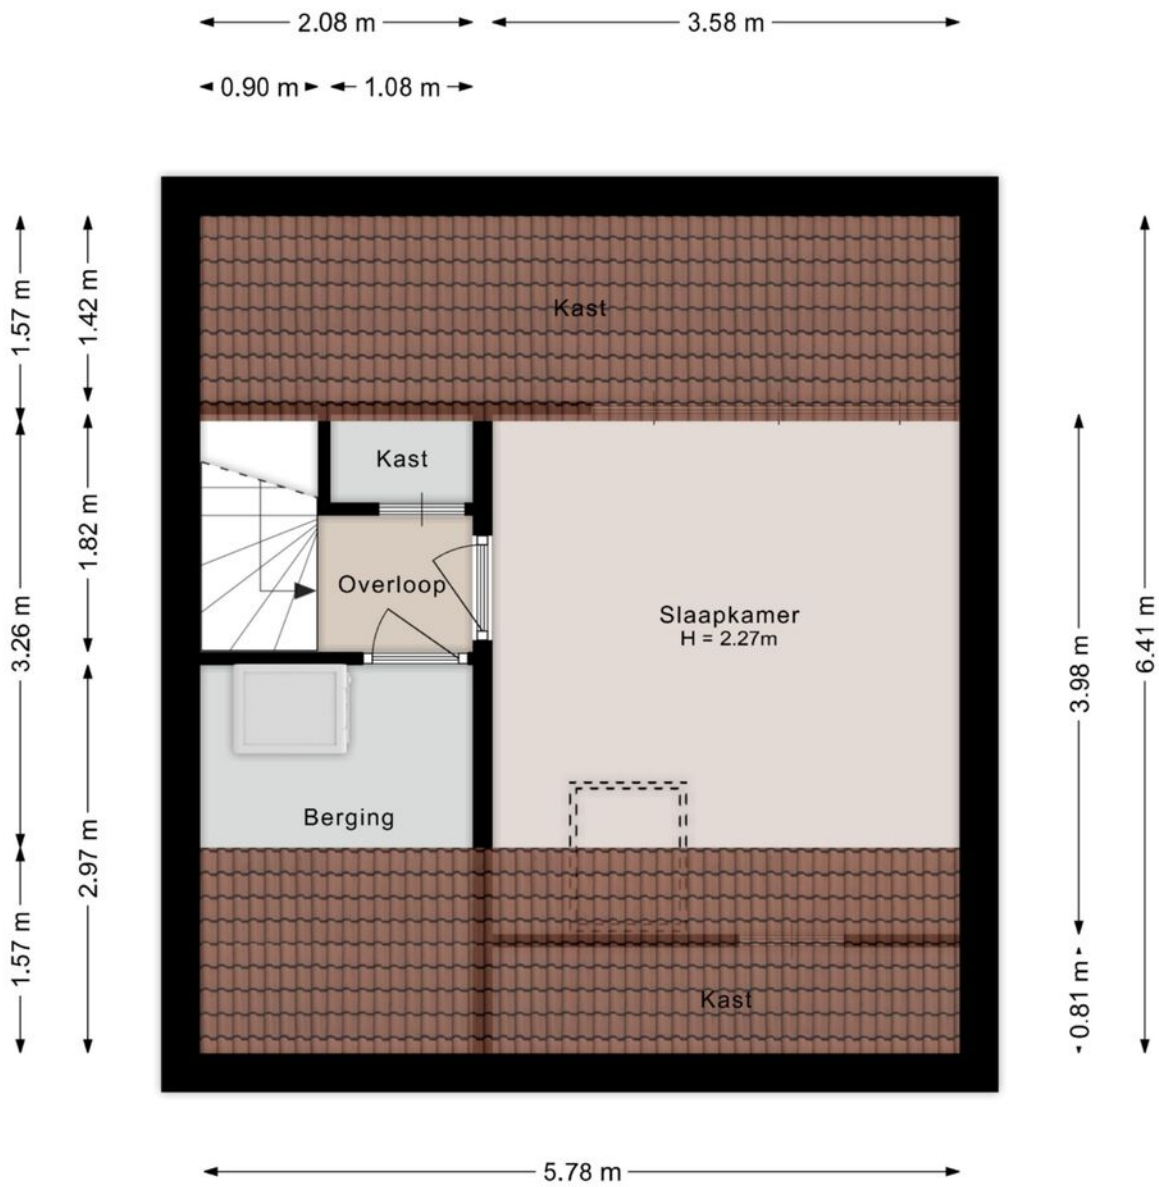 2.08 m
3.58 m
0.90 m
1.08 m
1.57 m
1.42 m
Kast
Kast
1.82 m
Overloop
Slaapkamer
H = 2.27m
3.26 m
6.41 m
3.98 m
Berging
2.97 m
1.57 m
Kast
0.81 m
5.78 m